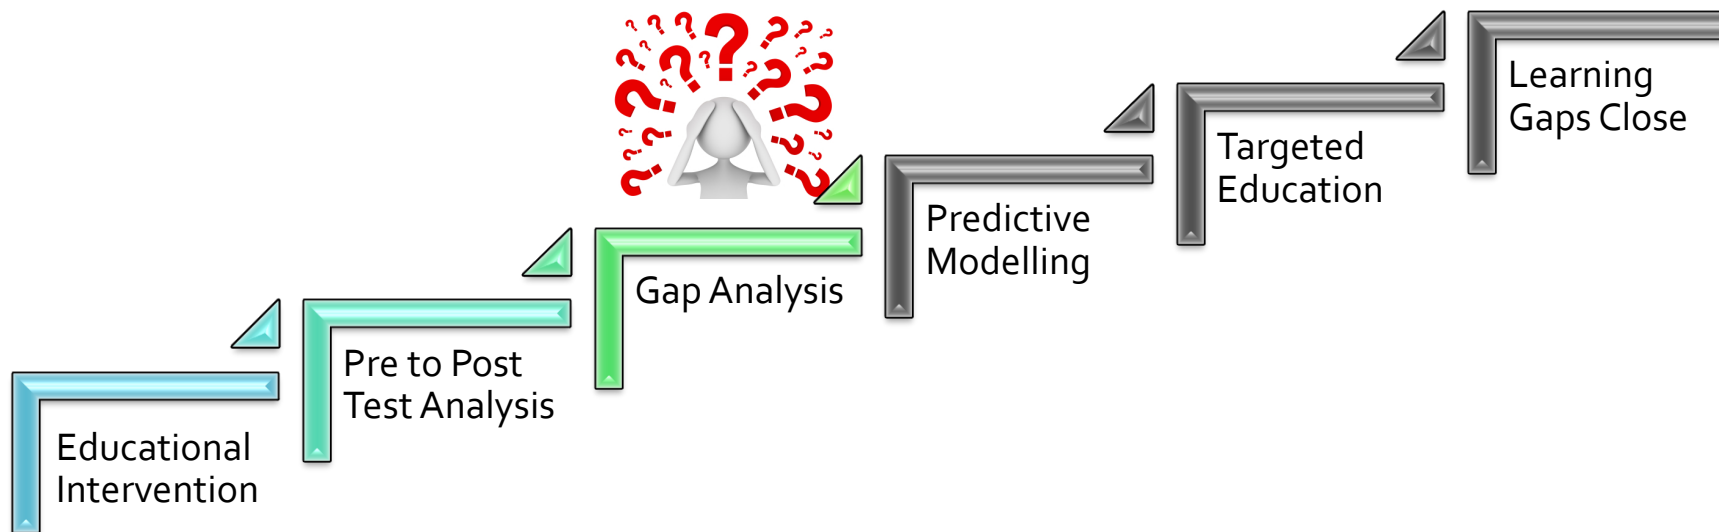 Educational
Intervention
Pre to Post
Test Analysis
Gap Analysis
Predictive
Modelling
Targeted
Education
Learning
Gaps Close